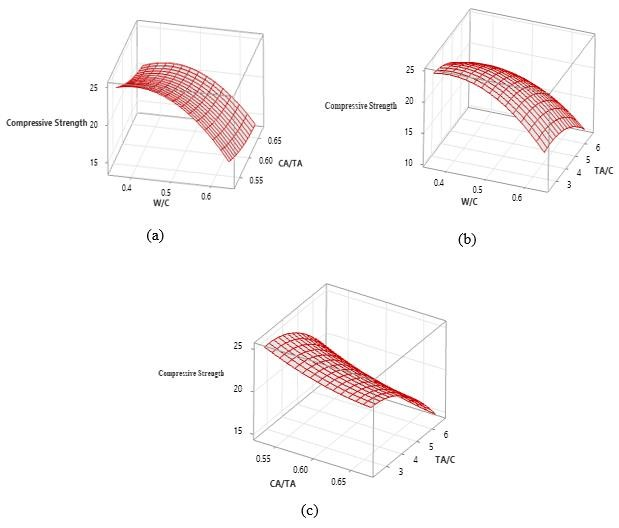 25
Compressive Strength
20
15
0.4
0.5
0.6
W/C
0.55
0.60
0.65
CA/TA
(a)
25
Compressive Strength
20
15
10
0.4
0.5
0.6
W/C
3
4
5
6
TA/C
(b)
25
Compressive Strength
20
15
0.55
0.60
0.65
CA/TA
3
4
5
6
TA/C
(c)